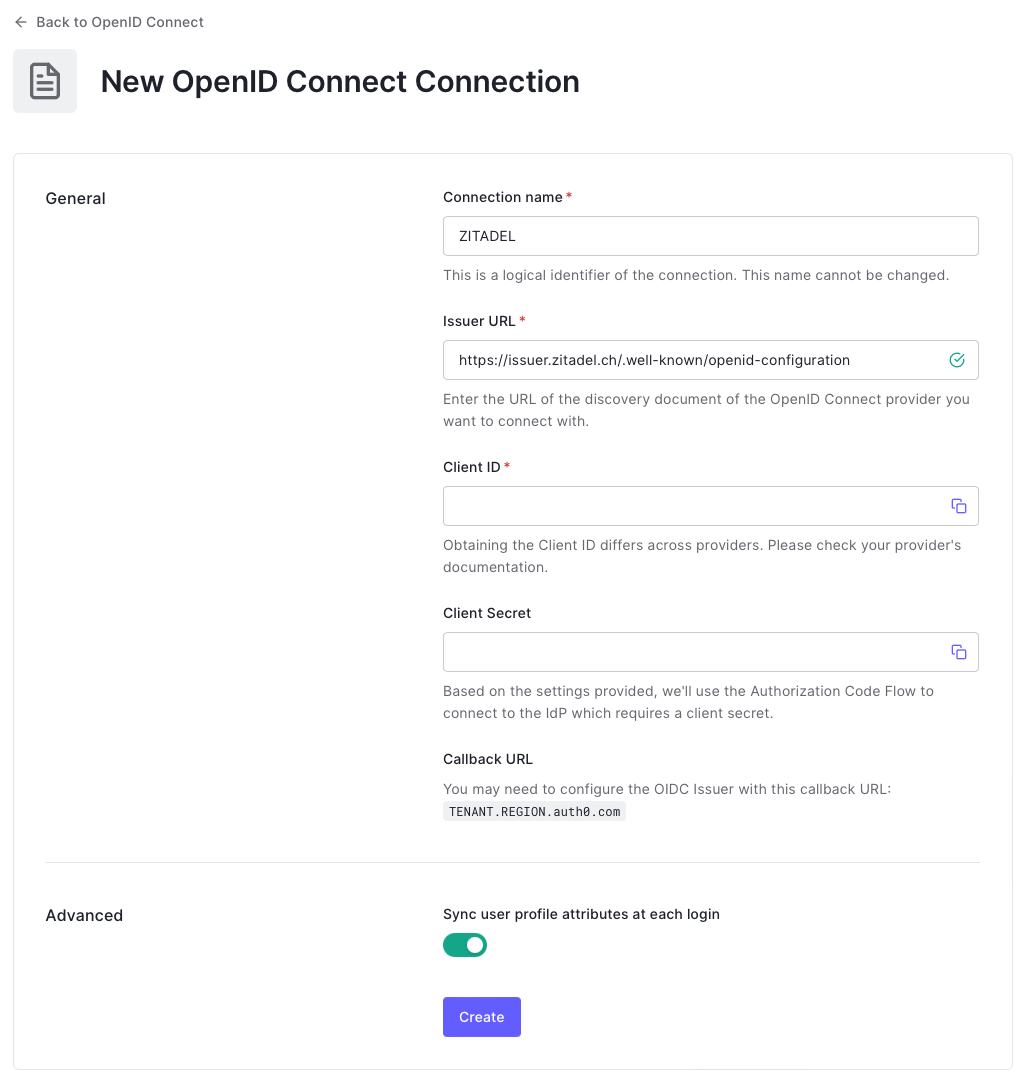 Back to OpenID Connect
New OpenID Connect Connection
General
Connection name *
ZITADEL
This is a logical identifier of the connection. This name cannot be changed.
Issuer URL *
https://issuer.zitadel.ch/.well-known/openid-configuration
Enter the URL of the discovery document of the OpenID Connect provider you
want to connect with.
Client ID *
Obtaining the Client ID differs across providers. Please check your provider's
documentation.
Client Secret
Based on the settings provided, we'll use the Authorization Code Flow to
connect to the IdP which requires a client secret.
Callback URL
You may need to configure the OIDC Issuer with this callback URL:
TENANT.REGION.auth0.com
Advanced
Sync user profile attributes at each login
Create